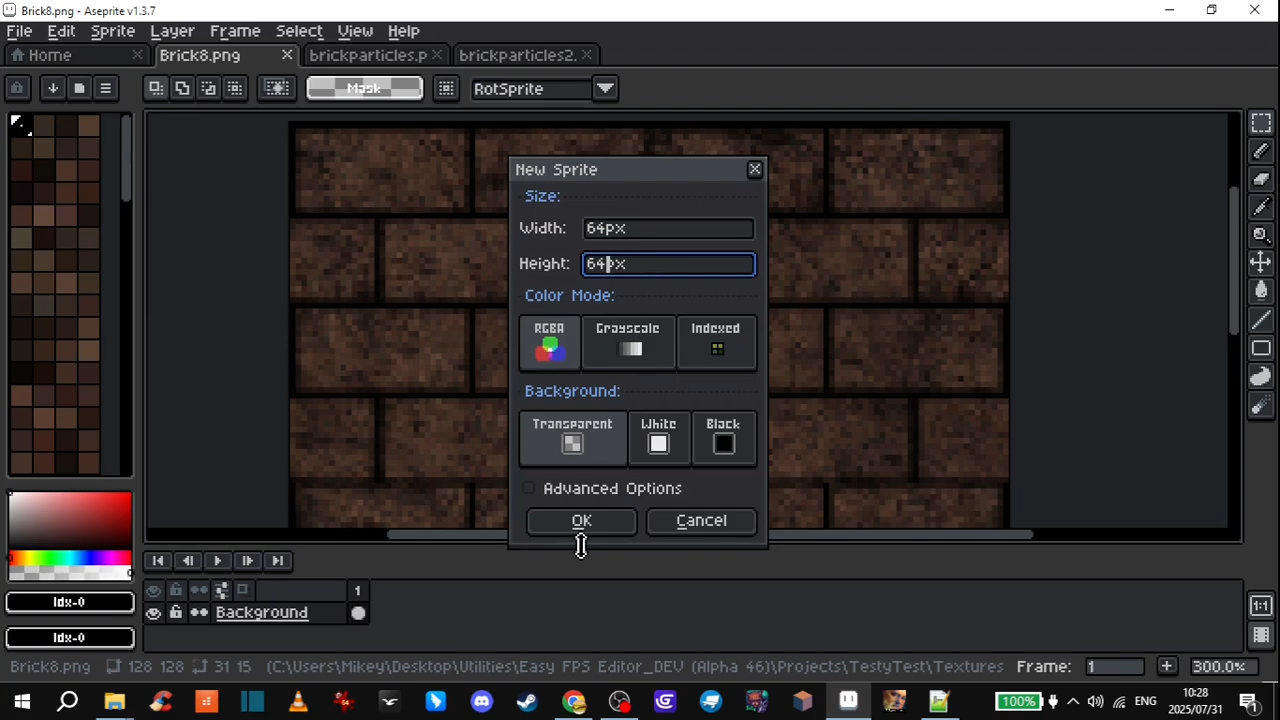 Brick8.png - Aseprite v1.3.7
File Edit Sprite Layer Frame Select View Help
Home Brick8.png brickparticles.p brickparticles2.
Mask RotSprite
New Sprite
Size:
Width: 64px
Height: 64px
Color Mode:
RGBA Grayscale Indexed
Background:
Transparent White Black
Advanced Options
OK Cancel
Idx-0
1
Background
Idx-0
1:1
Brick8.png 128 128 31 15 (C:\Users\Mikey\Desktop\Utilities\Easy FPS Editor_DEV (Alpha 46)\Projects\TestyTest\Textures Frame: 1 300.0%
100% ENG 10:28
2025/07/31